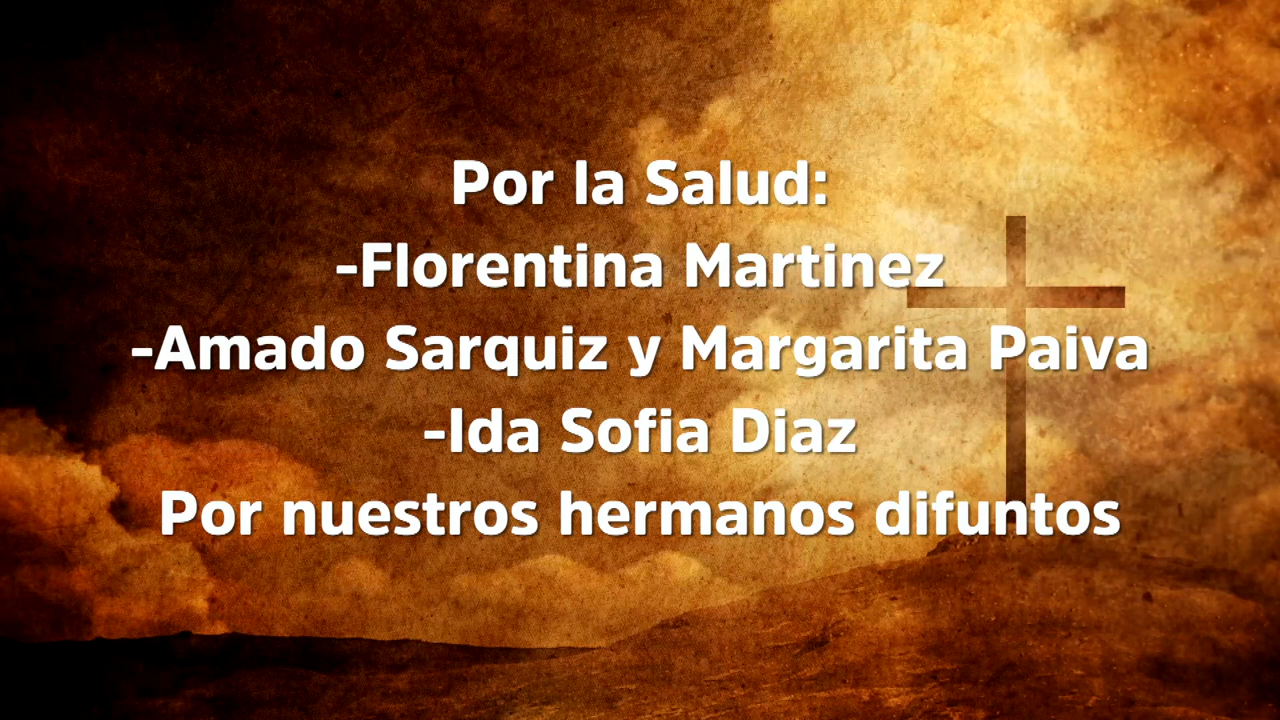 Por la Salud:
-Florentina Martinez
-Amado Sarquiz y Margarita Paiva
-Ida Sofia Diaz
Por nuestros hermanos difuntos